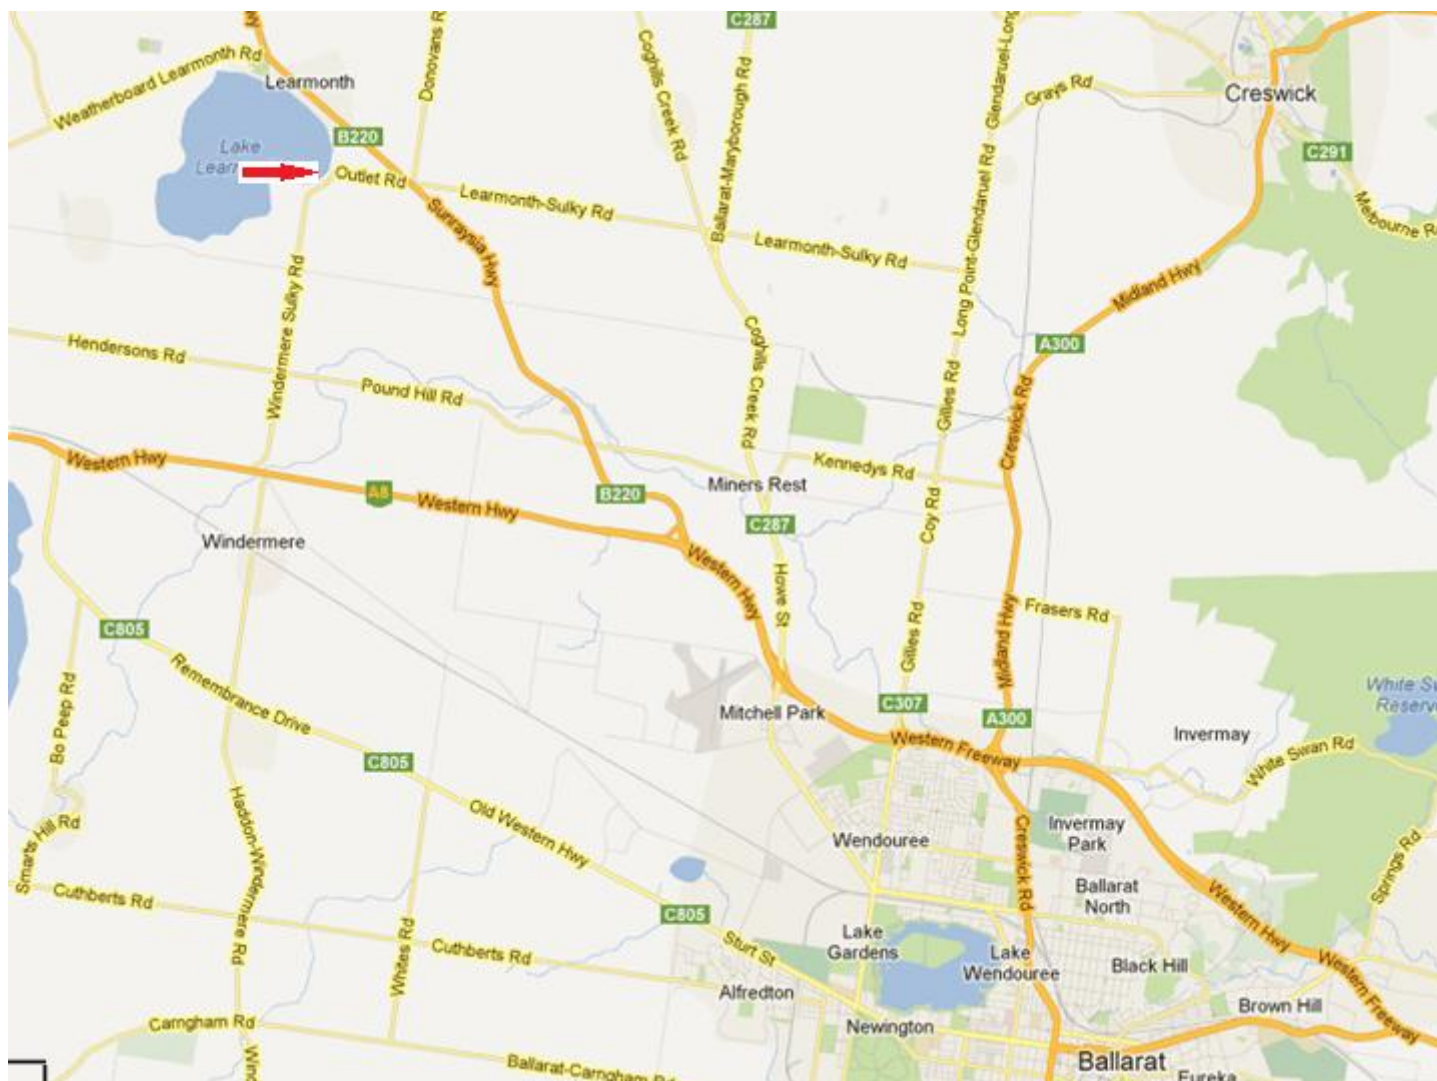 C287
Donovans R
Coghills Creek Rd
Ballarat-Maryborough Rd
Long Point-Glendaruel Rd
Glendaruel-Long
Weatherboard Learmonth Rd
Learmonth
Grays Rd
Creswick
B220
Lake
C291
Outlet Rd
Learmonth-Sulky Rd
Melbourne R
Sunraysia Hwy
Learmonth-Sulky Rd
Midland Hwy
Windermere Sulky Rd
Hendersons Rd
Coghills Creek Rd
A300
Pound Hill Rd
Gillies Rd
Creswick Rd
Western Hwy
Kennedys Rd
Miners Rest
A8
Western Hwy
B220
C287
Coy Rd
Windermere
Western Hwy
Howe St
Frasers Rd
C805
Gillies Rd
Midland Hwy
Remembrance Drive
Bo Peep Rd
White Sw
Reserv
Mitchell Park
C307
A300
Invermay
Western Freeway
White Swan Rd
C805
Haddon-Windermere Rd
Old Western Hwy
Smarts Hill Rd
Wendouree
Creswick Rd
Invermay
Park
Springs Rd
Cuthberts Rd
Ballarat
North
Western Hwy
C805
Whites Rd
Cuthberts Rd
Sturt St
Lake
Gardens
Lake
Wendouree
Black Hill
Western Freeway
Alfredton
Brown Hill
Carngham Rd
Newington
Ballarat-Carngham Rd
Ballarat
Eureka